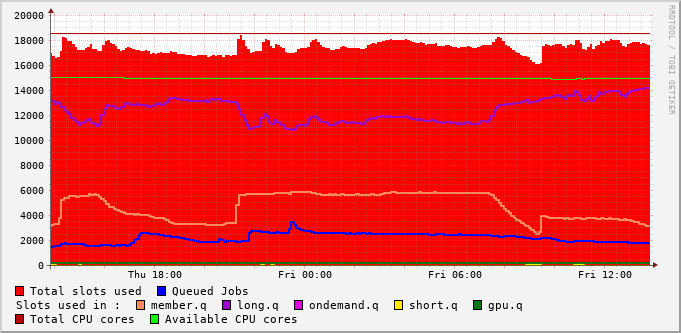 20000
18000
16000
14000
12000
10000
8000
6000
4000
2000
0
Thu 18:00 Fri 00:00 Fri 06:00 Fri 12:00
RRDTOOL / TOBI OETIKER
Total slots used Queued Jobs
Slots used in : member.q long.q ondemand.q short.q gpu.q
Total CPU cores Available CPU cores